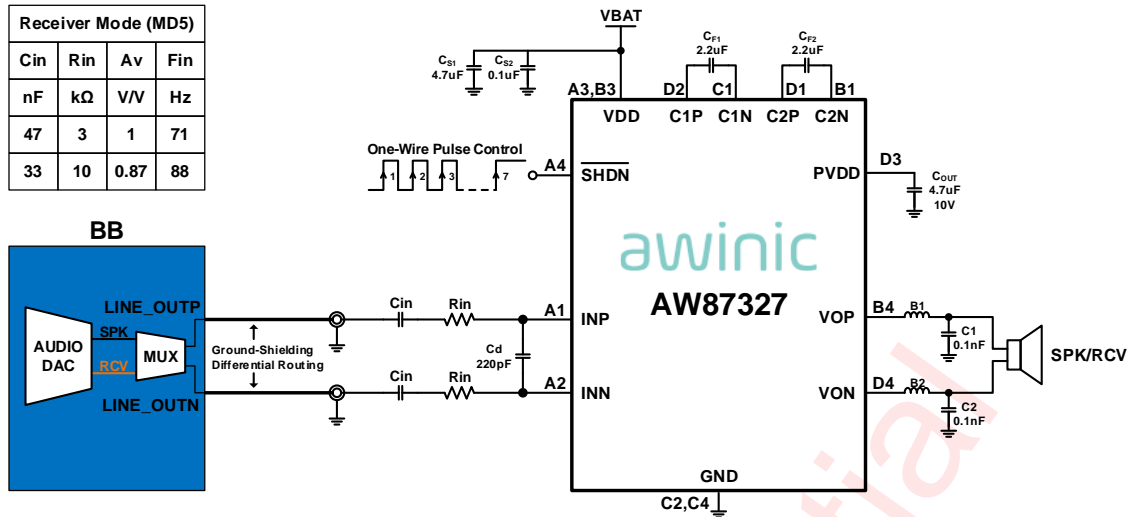 Receiver Mode (MD5)
Cin Rin Av Fin
nF kΩ V/V Hz
47 3 1 71
33 10 0.87 88
VBAT
CS1
4.7uF
CS2
0.1uF
CF1
2.2uF
CF2
2.2uF
A3,B3 D2 C1 D1 B1
VDD C1P C1N C2P C2N
One-Wire Pulse Control
1 2 3 7
A4
SHDN
D3
PVDD
COUT
4.7uF
10V
awinic
AW87327
BB
LINE_OUTP
AUDIO
DAC
SPK
RCV
MUX
LINE_OUTN
Ground-Shielding
Differential Routing
Cin Rin
Cd
220pF
Cin Rin
A1
INP
A2
INN
VOP
B4
B1
C1
0.1nF
VON
D4
B2
C2
0.1nF
SPK/RCV
GND
C2,C4
tial